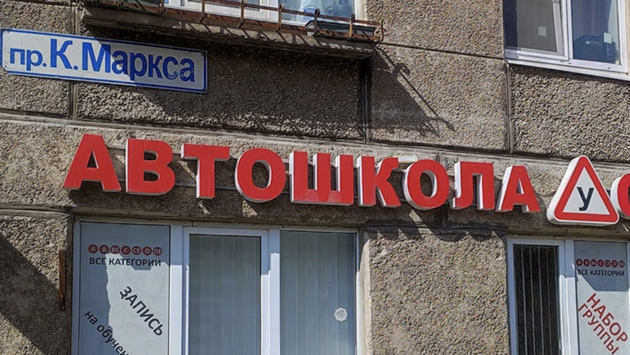 пр. К. Маркса
АВТОШКОЛА
У
ВСЕ КАТЕГОРИИ
ЗАПИСЬ
на обучен
ВСЕ КАТЕГОРИИ
НАБОР
ГРУППЫ